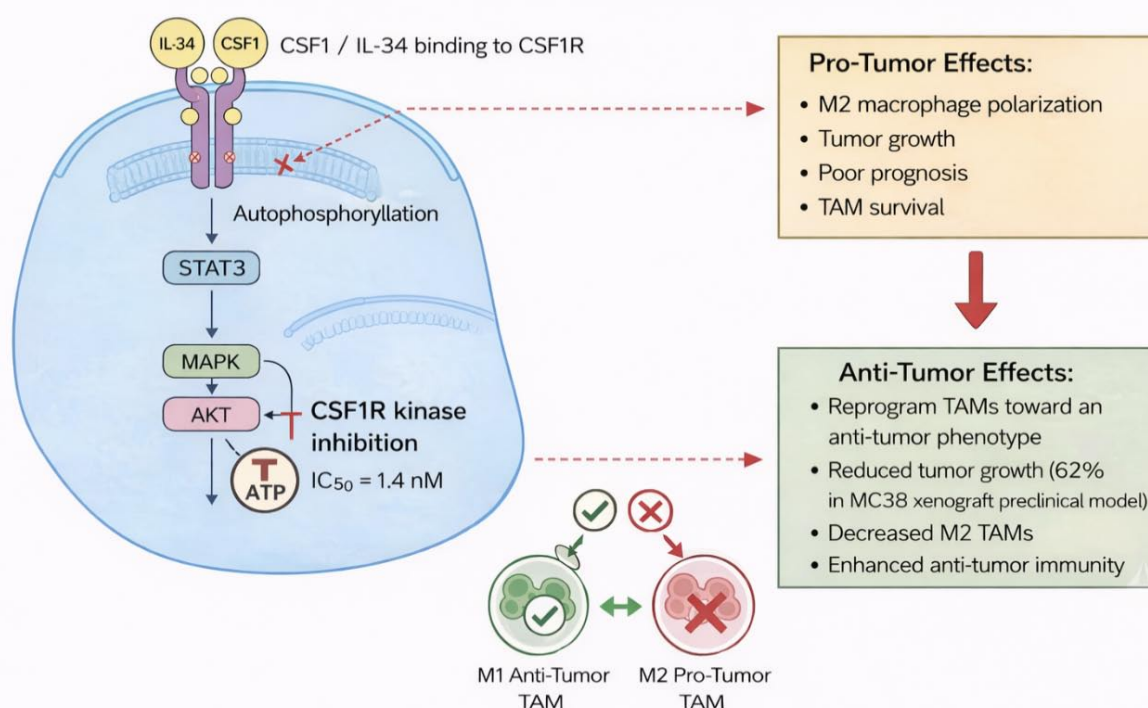 IL-34
CSF1
CSF1 / IL-34 binding to CSF1R
Autophosphoryllation
STAT3
MAPK
AKT
CSF1R kinase
inhibition
IC₅₀ = 1.4 nM
ATP
Pro-Tumor Effects:
• M2 macrophage polarization
• Tumor growth
• Poor prognosis
• TAM survival
Anti-Tumor Effects:
• Reprogram TAMs toward an
anti-tumor phenotype
• Reduced tumor growth (62%
in MC38 xenograft preclinical model)
• Decreased M2 TAMs
• Enhanced anti-tumor immunity
M1 Anti-Tumor
TAM
M2 Pro-Tumor
TAM